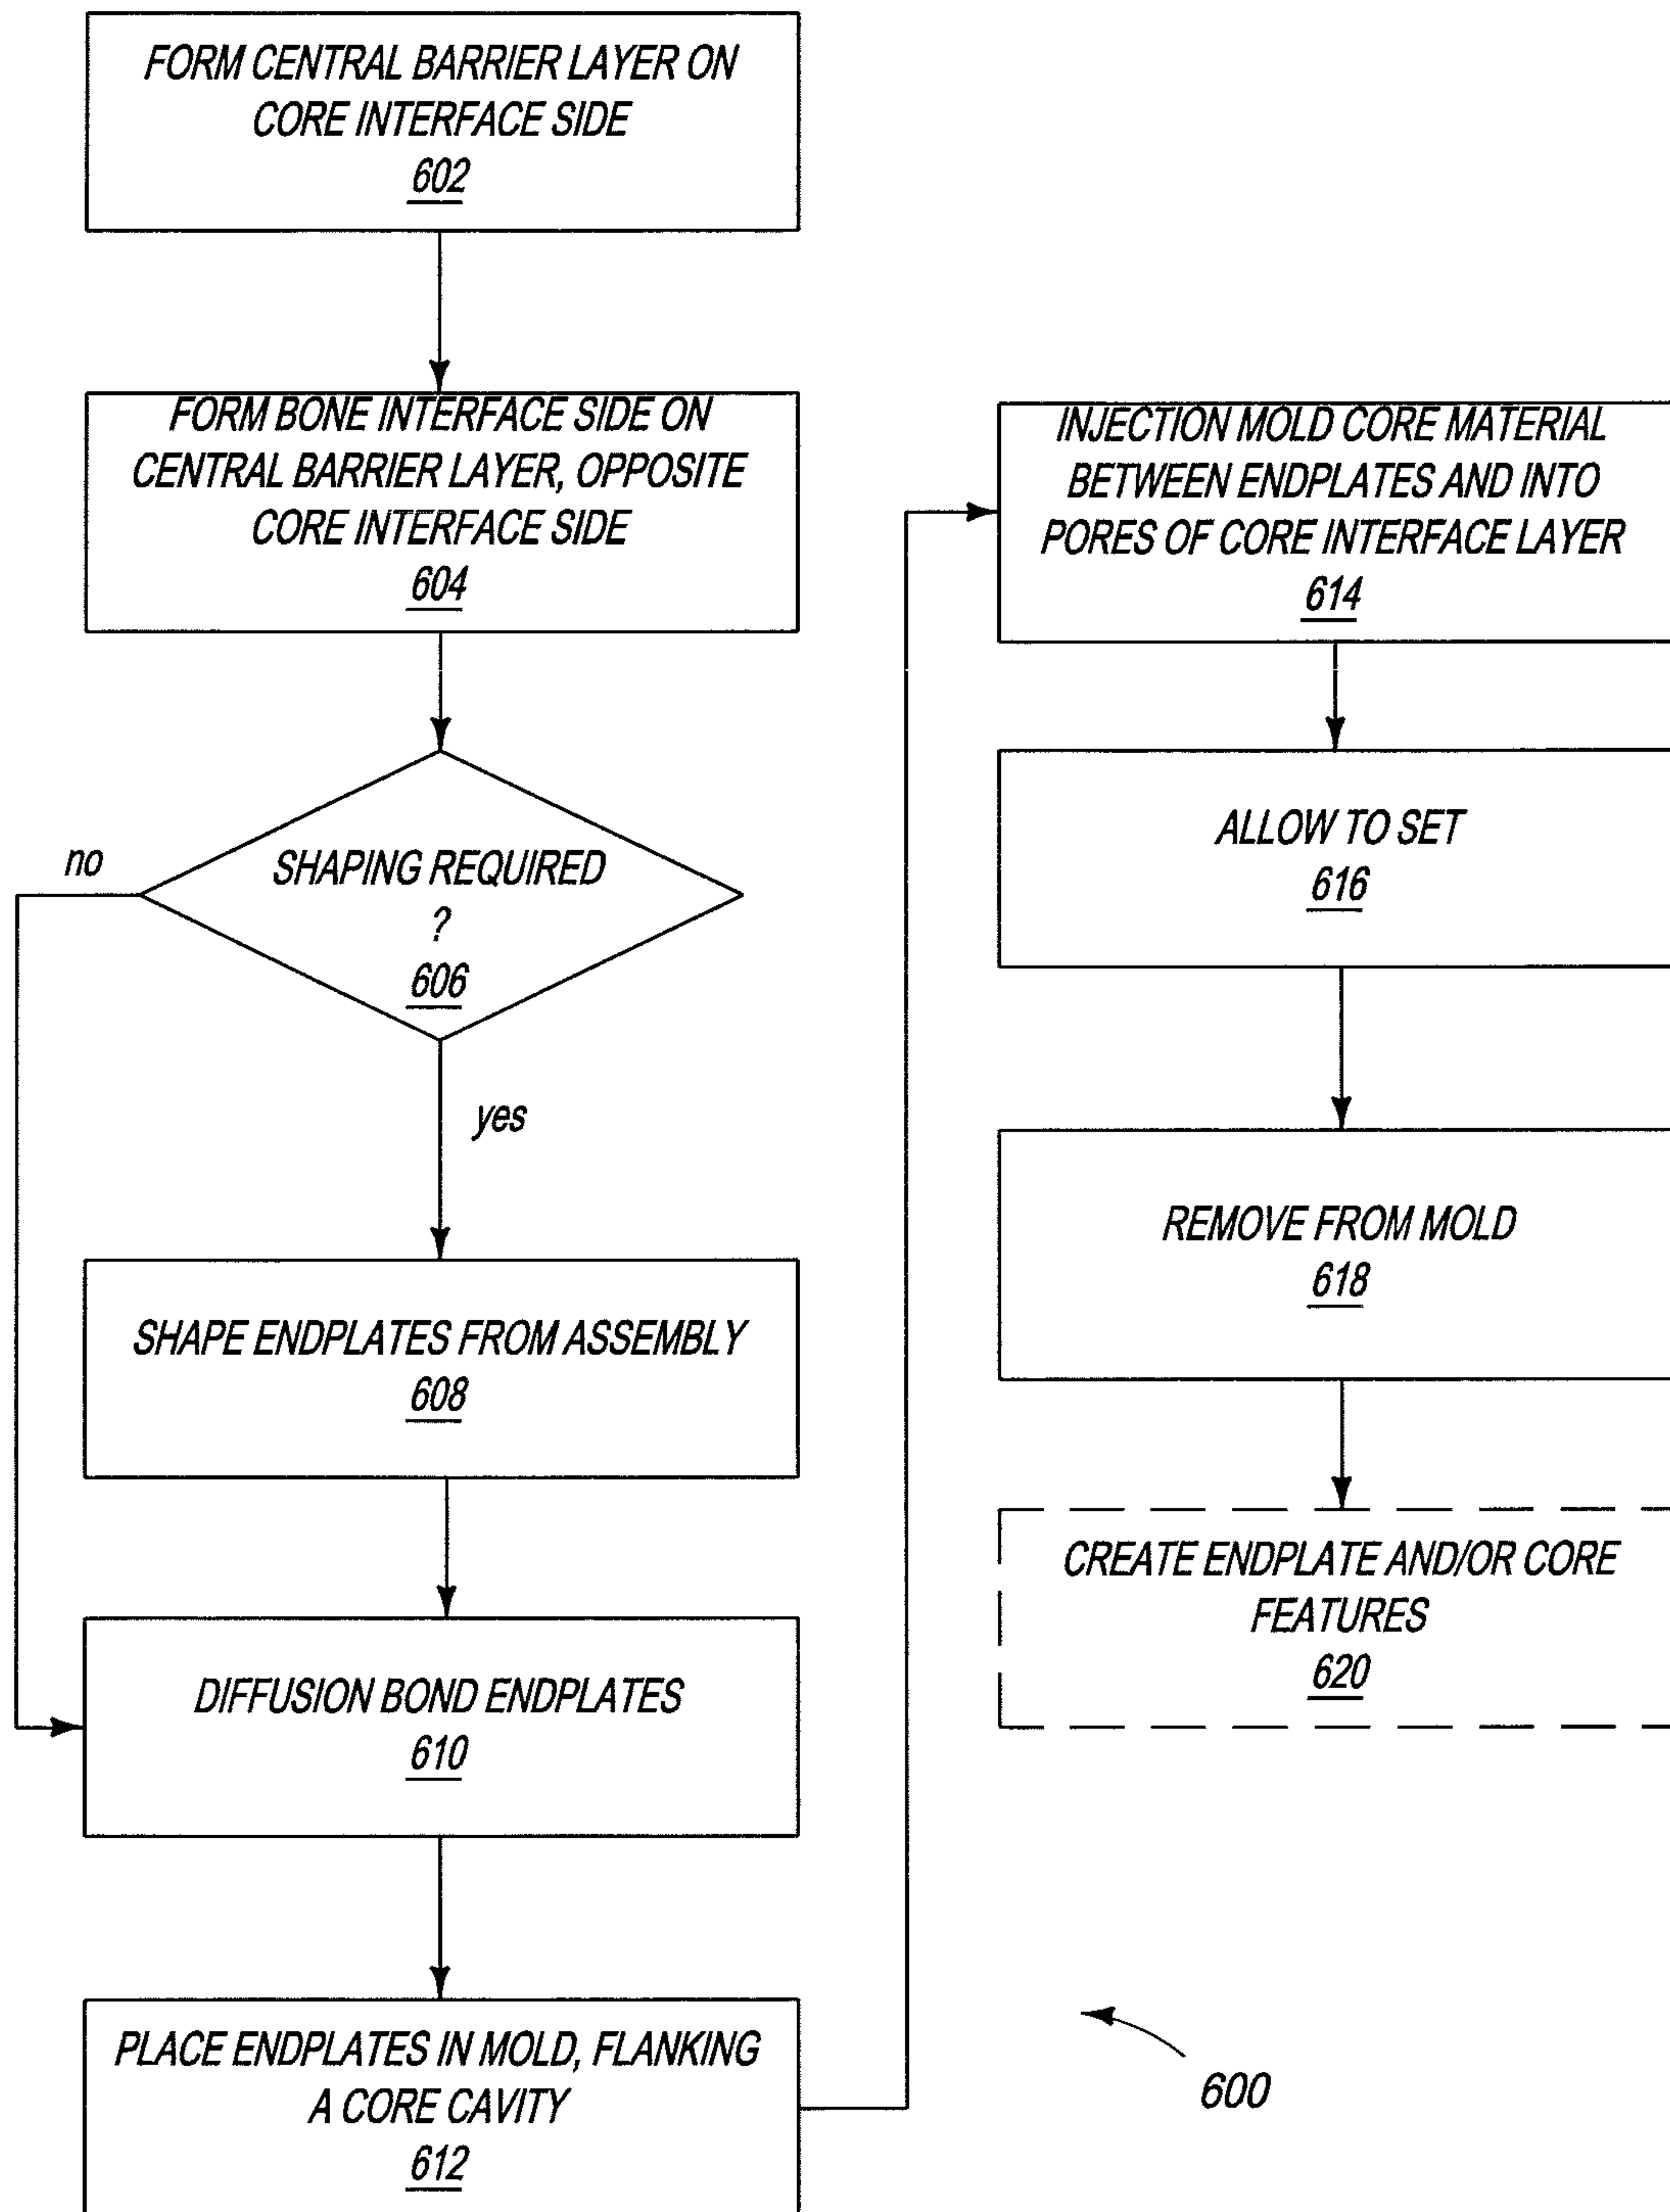 FORM CENTRAL BARRIER LAYER ON
CORE INTERFACE SIDE
602
FORM BONE INTERFACE SIDE ON
CENTRAL BARRIER LAYER, OPPOSITE
CORE INTERFACE SIDE
604
SHAPING REQUIRED
?
606
no
yes
SHAPE ENDPLATES FROM ASSEMBLY
608
DIFFUSION BOND ENDPLATES
610
PLACE ENDPLATES IN MOLD, FLANKING
A CORE CAVITY
612
INJECTION MOLD CORE MATERIAL
BETWEEN ENDPLATES AND INTO
PORES OF CORE INTERFACE LAYER
614
ALLOW TO SET
616
REMOVE FROM MOLD
618
CREATE ENDPLATE AND/OR CORE
FEATURES
620
600